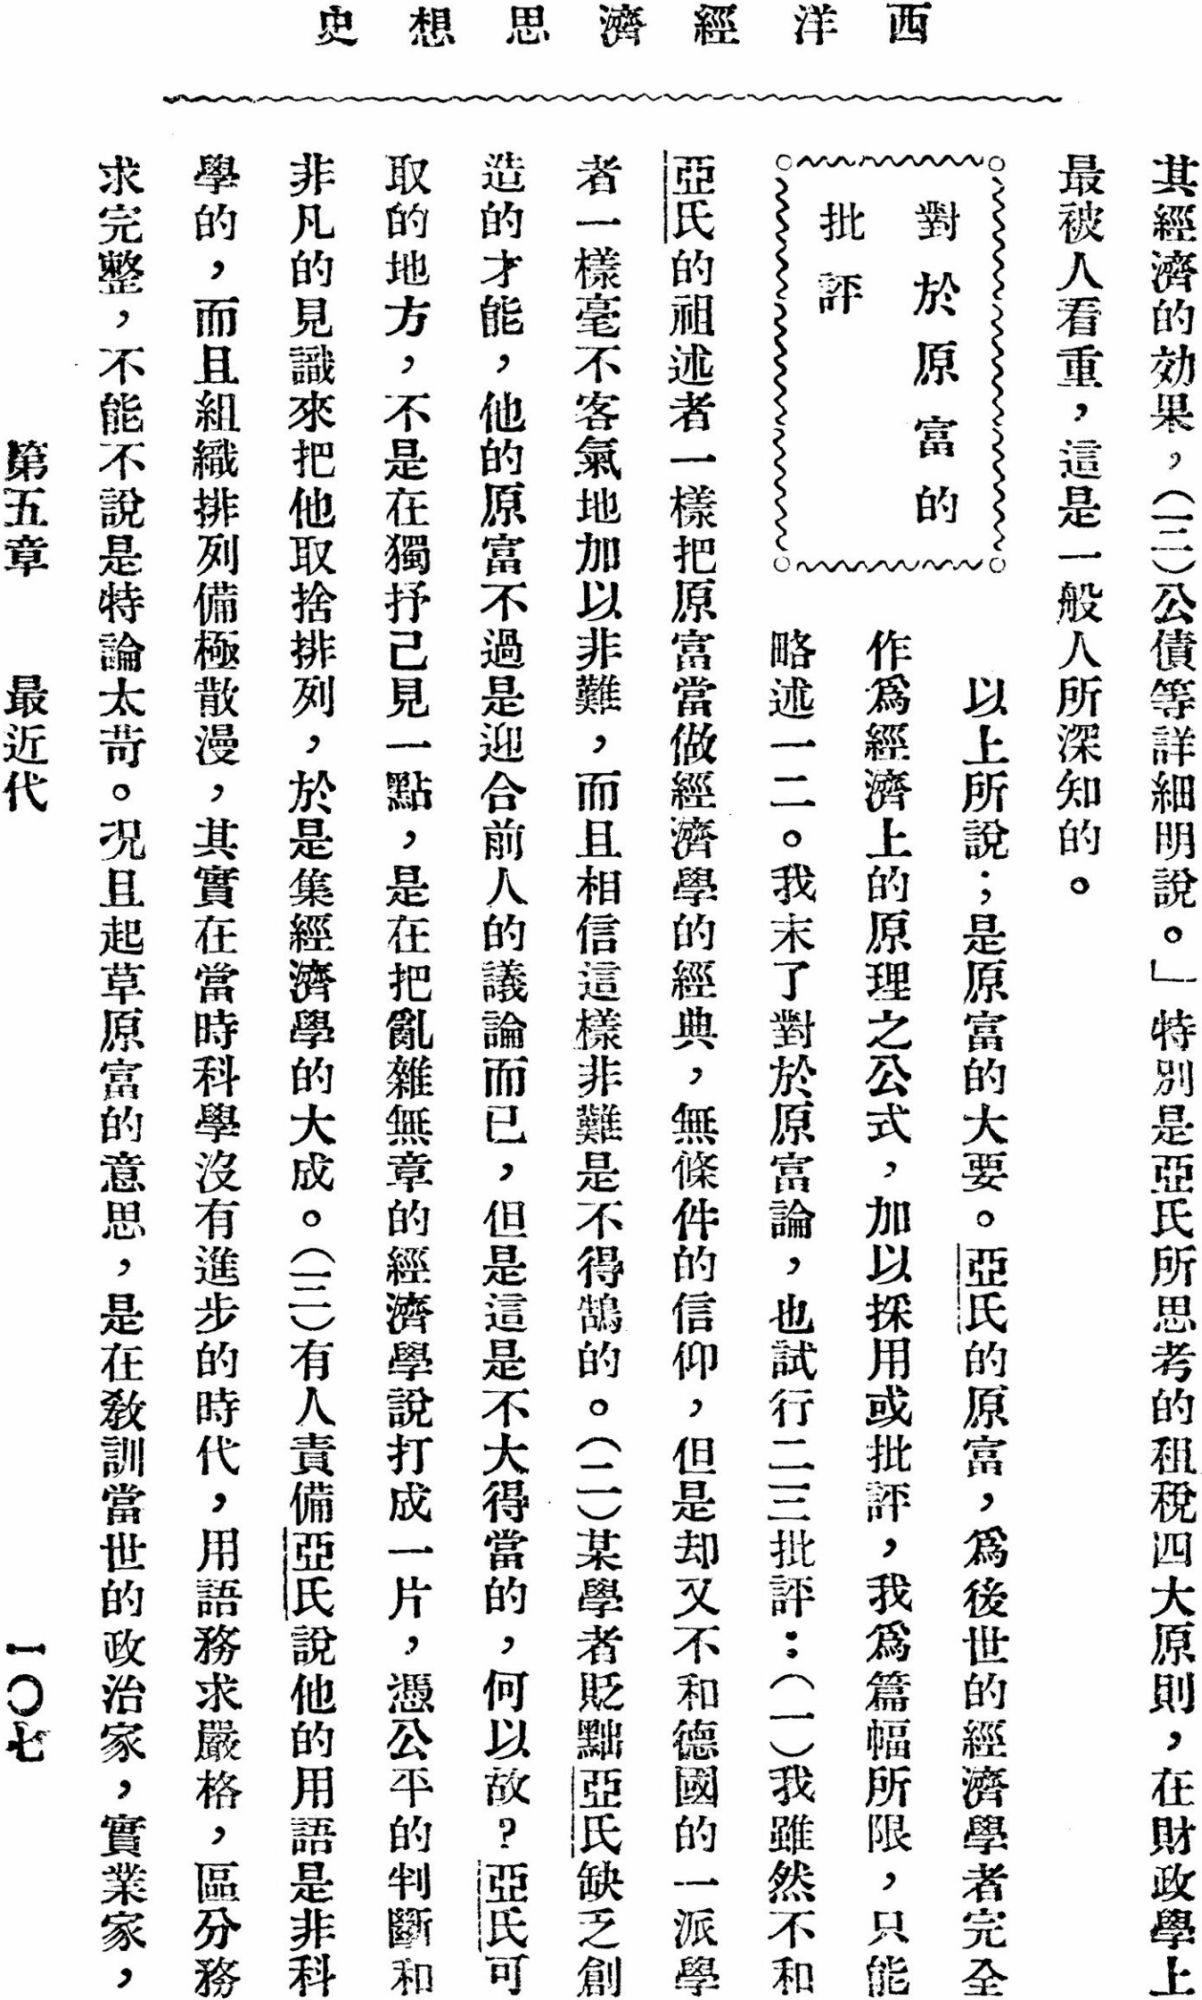 西洋經濟思想史
其經濟的効果，（三）公債等詳細明說。」特別是亞氏所思考的租稅四大原則，在財政學上
最被人看重，這是一般人所深知的。
對於原富的
批評
以上所說；是原富的大要。亞氏的原富，爲後世的經濟學者完全
作爲經濟上的原理之公式，加以採用或批評，我爲篇幅所限，只能
略述一二。我末了對於原富論，也試行二三批評：（一）我雖然不和
亞氏的祖述者一樣把原富當做經濟學的經典，無條件的信仰，但是却又不和德國的一派學
者一樣毫不客氣地加以非難，而且相信這樣非難是不得鵠的。（二）某學者貶黜亞氏缺乏創
造的才能，他的原富不過是迎合前人的議論而已，但是這是不大得當的，何以故？亞氏可
取的地方，不是在獨抒己見一點，是在把亂雜無章的經濟學說打成一片，憑公平的判斷和
非凡的見識來把他取捨排列，於是集經濟學的大成。（三）有人責備亞氏說他的用語是非科
學的，而且組織排列備極散漫，其實在當時科學沒有進步的時代，用語務求嚴格，區分務
求完整，不能不說是特論太苛。況且起草原富的意思，是在敎訓當世的政治家，實業家，
第五章 最近代 一〇七